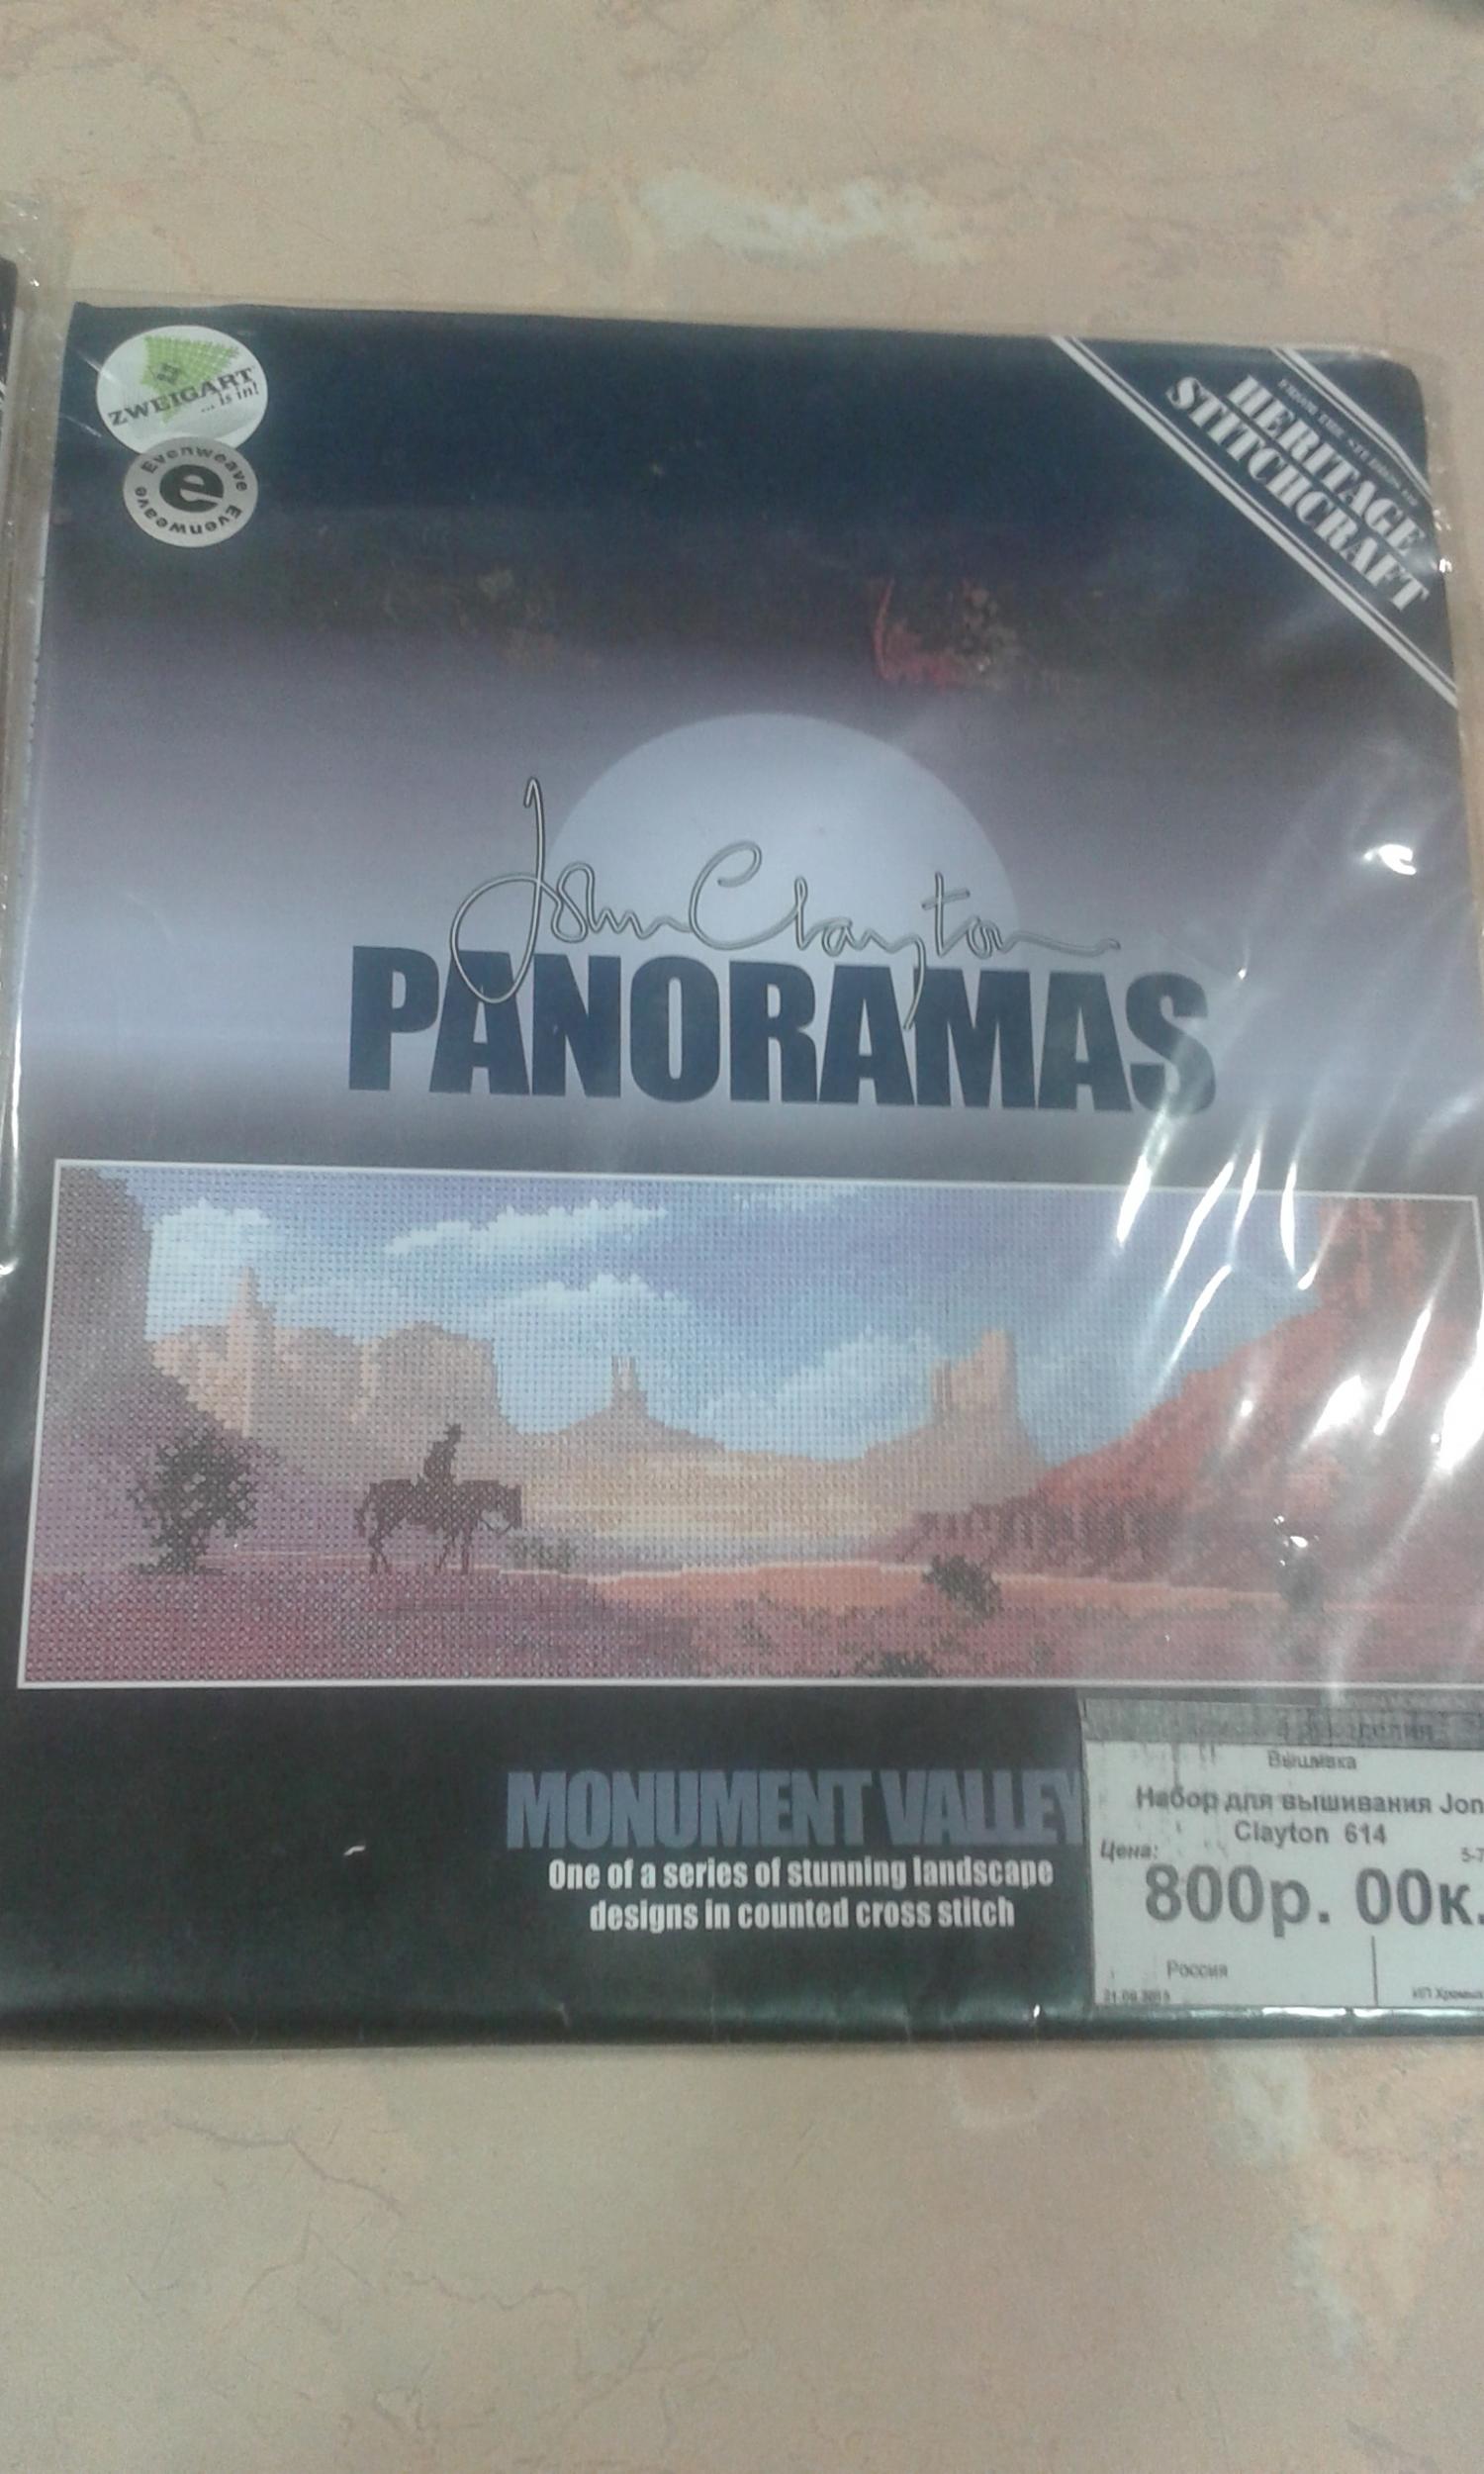 ZWEIGART
... is in!
Evenweave
e
Evenweave
HERITAGE
STITCHCRAFT
John Clayton
PANORAMAS
MONUMENT VALLEY
One of a series of stunning landscape
designs in counted cross stitch
Вышивка
Набор для вышивания Jon
Clayton 614
Цена:
800р. 00к.
Россия